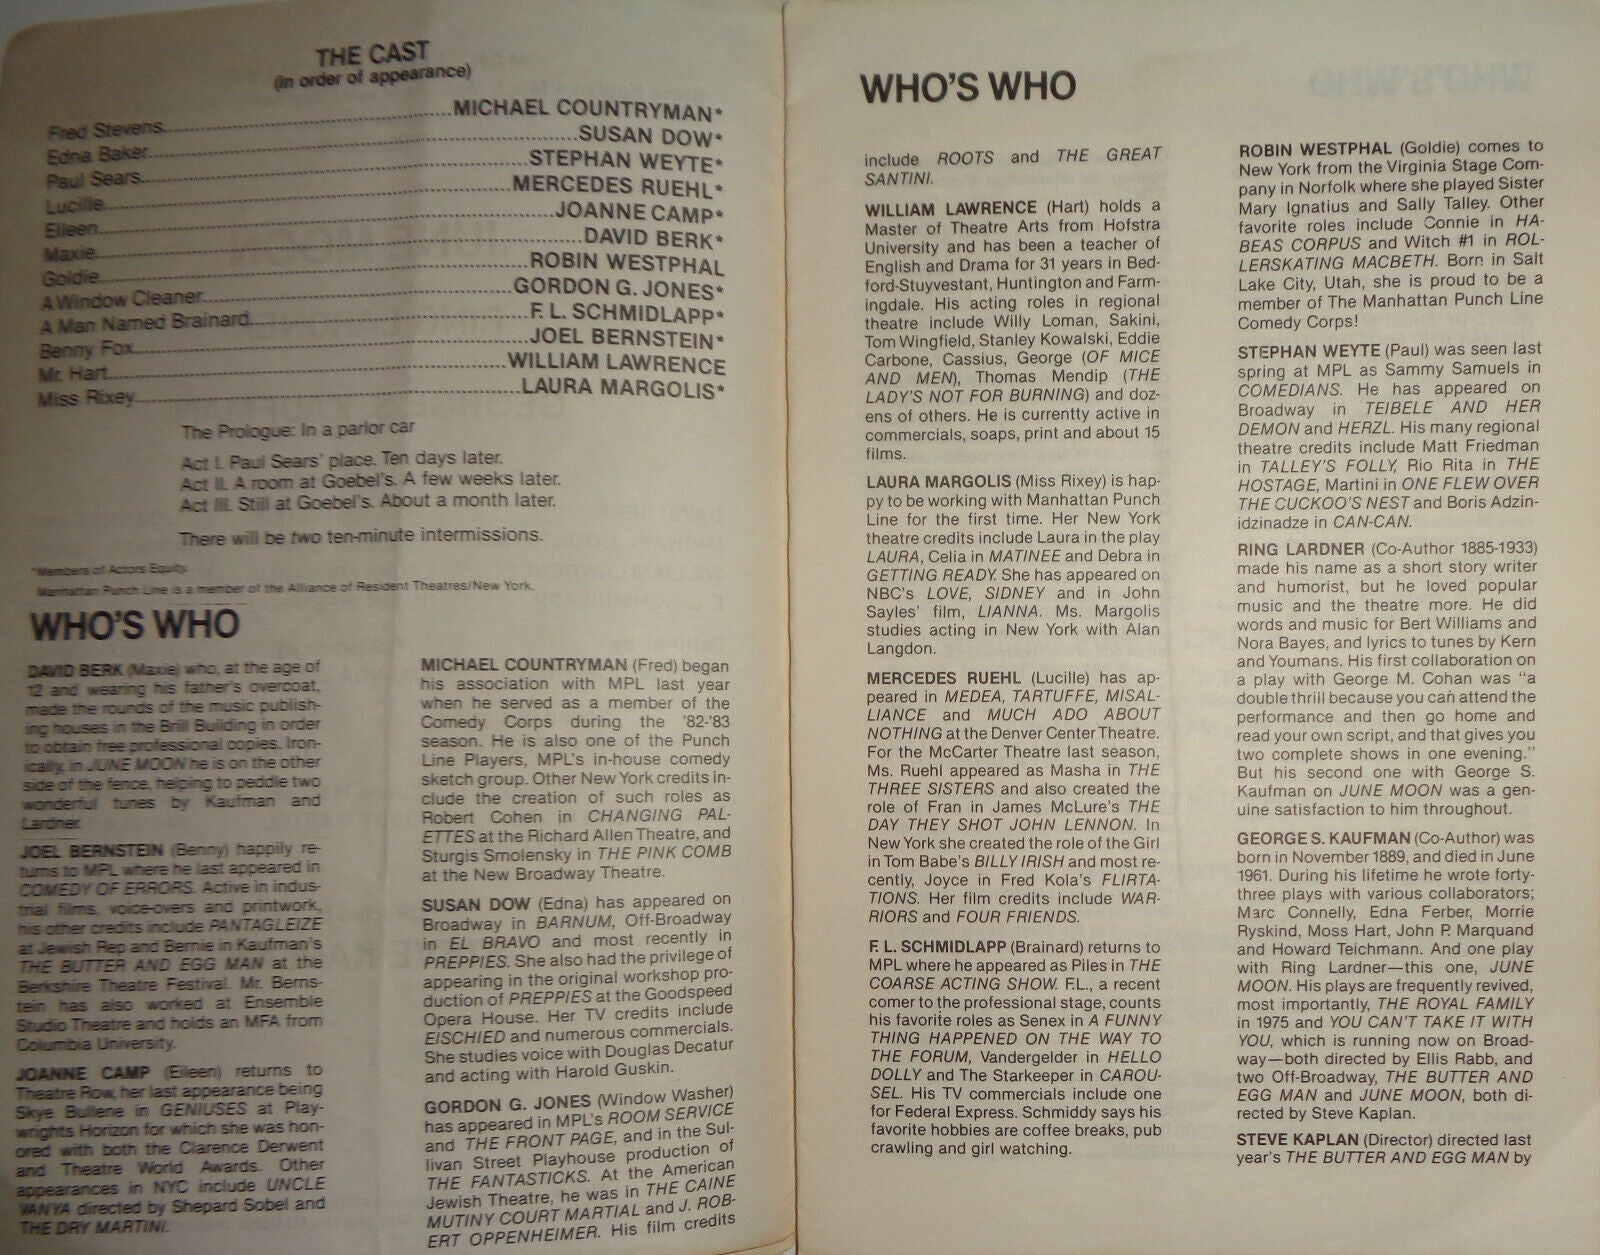 THE CAST
(in order of appearance)
Fred Stevens..............................MICHAEL COUNTRYMAN*
Edna Baker..............................SUSAN DOW*
Paul Sears..............................STEPHAN WEYTE*
Lucille..............................MERCEDES RUEHL*
Eileen..............................JOANNE CAMP*
Maxie..............................DAVID BERK*
Goldie..............................ROBIN WESTPHAL
A Window Cleaner..............................GORDON G. JONES*
A Man Named Brainard..............................F. L. SCHMIDLAPP*
Benny Fox..............................JOEL BERNSTEIN*
Mr. Hart..............................WILLIAM LAWRENCE
Miss Rixey..............................LAURA MARGOLIS*
The Prologue: In a parlor car
Act I. Paul Sears' place. Ten days later.
Act II. A room at Goebel's. A few weeks later.
Act III. Still at Goebel's. About a month later.
There will be two ten-minute intermissions.
*Members of Actors Equity.
Manhattan Punch Line is a member of the Alliance of Resident Theatres/New York.
WHO'S WHO
DAVID BERK (Maxie) who, at the age of
12 and wearing his father's overcoat,
made the rounds of the music publish-
ing houses in the Brill Building in order
to obtain free professional copies. Iron-
ically, in JUNE MOON he is on the other
side of the fence, helping to peddle two
wonderful tunes by Kaufman and
Lardner.
JOEL BERNSTEIN (Benny) happily re-
turns to MPL where he last appeared in
COMEDY OF ERRORS. Active in indus-
trial films, voice-overs and printwork,
his other credits include PANTAGLEIZE
at Jewish Rep and Bernie in Kaufman's
THE BUTTER AND EGG MAN at the
Berkshire Theatre Festival. Mr. Berns-
tein has also worked at Ensemble
Studio Theatre and holds an MFA from
Columbia University.
JOANNE CAMP (Eileen) returns to
Theatre Row, her last appearance being
Skye Bullene in GENIUSES at Play-
wrights Horizon for which she was hon-
ored with both the Clarence Derwent
and Theatre World Awards. Other
appearances in NYC include UNCLE
VANYA directed by Shepard Sobel and
THE DRY MARTINI.
MICHAEL COUNTRYMAN (Fred) began
his association with MPL last year
when he served as a member of the
Comedy Corps during the '82-'83
season. He is also one of the Punch
Line Players, MPL's in-house comedy
sketch group. Other New York credits in-
clude the creation of such roles as
Robert Cohen in CHANGING PAL-
ETTES at the Richard Allen Theatre, and
Sturgis Smolensky in THE PINK COMB
at the New Broadway Theatre.
SUSAN DOW (Edna) has appeared on
Broadway in BARNUM, Off-Broadway
in EL BRAVO and most recently in
PREPPIES. She also had the privilege of
appearing in the original workshop pro-
duction of PREPPIES at the Goodspeed
Opera House. Her TV credits include
EISCHIED and numerous commercials.
She studies voice with Douglas Decatur
and acting with Harold Guskin.
GORDON G. JONES (Window Washer)
has appeared in MPL's ROOM SERVICE
and THE FRONT PAGE, and in the Sul-
livan Street Playhouse production of
THE FANTASTICKS. At the American
Jewish Theatre, he was in THE CAINE
MUTINY COURT MARTIAL and J. ROB-
ERT OPPENHEIMER. His film credits
WHO'S WHO
include ROOTS and THE GREAT
SANTINI.
WILLIAM LAWRENCE (Hart) holds a
Master of Theatre Arts from Hofstra
University and has been a teacher of
English and Drama for 31 years in Bed-
ford-Stuyvestant, Huntington and Farm-
ingdale. His acting roles in regional
theatre include Willy Loman, Sakini,
Tom Wingfield, Stanley Kowalski, Eddie
Carbone, Cassius, George (OF MICE
AND MEN), Thomas Mendip (THE
LADY'S NOT FOR BURNING) and doz-
ens of others. He is currentty active in
commercials, soaps, print and about 15
films.
LAURA MARGOLIS (Miss Rixey) is hap-
py to be working with Manhattan Punch
Line for the first time. Her New York
theatre credits include Laura in the play
LAURA, Celia in MATINEE and Debra in
GETTING READY. She has appeared on
NBC's LOVE, SIDNEY and in John
Sayles' film, LIANNA. Ms. Margolis
studies acting in New York with Alan
Langdon.
MERCEDES RUEHL (Lucille) has ap-
peared in MEDEA, TARTUFFE, MISAL-
LIANCE and MUCH ADO ABOUT
NOTHING at the Denver Center Theatre.
For the McCarter Theatre last season,
Ms. Ruehl appeared as Masha in THE
THREE SISTERS and also created the
role of Fran in James McLure's THE
DAY THEY SHOT JOHN LENNON. In
New York she created the role of the Girl
in Tom Babe's BILLY IRISH and most re-
cently, Joyce in Fred Kola's FLIRTA-
TIONS. Her film credits include WAR-
RIORS and FOUR FRIENDS.
F. L. SCHMIDLAPP (Brainard) returns to
MPL where he appeared as Piles in THE
COARSE ACTING SHOW. F.L., a recent
comer to the professional stage, counts
his favorite roles as Senex in A FUNNY
THING HAPPENED ON THE WAY TO
THE FORUM, Vandergelder in HELLO
DOLLY and The Starkeeper in CAROU-
SEL. His TV commercials include one
for Federal Express. Schmiddy says his
favorite hobbies are coffee breaks, pub
crawling and girl watching.
ROBIN WESTPHAL (Goldie) comes to
New York from the Virginia Stage Com-
pany in Norfolk where she played Sister
Mary Ignatius and Sally Talley. Other
favorite roles include Connie in HA-
BEAS CORPUS and Witch #1 in ROL-
LERSKATING MACBETH. Born in Salt
Lake City, Utah, she is proud to be a
member of The Manhattan Punch Line
Comedy Corps!
STEPHAN WEYTE (Paul) was seen last
spring at MPL as Sammy Samuels in
COMEDIANS. He has appeared on
Broadway in TEIBELE AND HER
DEMON and HERZL. His many regional
theatre credits include Matt Friedman
in TALLEY'S FOLLY, Rio Rita in THE
HOSTAGE, Martini in ONE FLEW OVER
THE CUCKOO'S NEST and Boris Adzin-
idzinadze in CAN-CAN.
RING LARDNER (Co-Author 1885-1933)
made his name as a short story writer
and humorist, but he loved popular
music and the theatre more. He did
words and music for Bert Williams and
Nora Bayes, and lyrics to tunes by Kern
and Youmans. His first collaboration on
a play with George M. Cohan was "a
double thrill because you can attend the
performance and then go home and
read your own script, and that gives you
two complete shows in one evening."
But his second one with George S.
Kaufman on JUNE MOON was a gen-
uine satisfaction to him throughout.
GEORGE S. KAUFMAN (Co-Author) was
born in November 1889, and died in June
1961. During his lifetime he wrote forty-
three plays with various collaborators;
Marc Connelly, Edna Ferber, Morrie
Ryskind, Moss Hart, John P. Marquand
and Howard Teichmann. And one play
with Ring Lardner—this one, JUNE
MOON. His plays are frequently revived,
most importantly, THE ROYAL FAMILY
in 1975 and YOU CAN'T TAKE IT WITH
YOU, which is running now on Broad-
way—both directed by Ellis Rabb, and
two Off-Broadway, THE BUTTER AND
EGG MAN and JUNE MOON, both di-
rected by Steve Kaplan.
STEVE KAPLAN (Director) directed last
year's THE BUTTER AND EGG MAN by